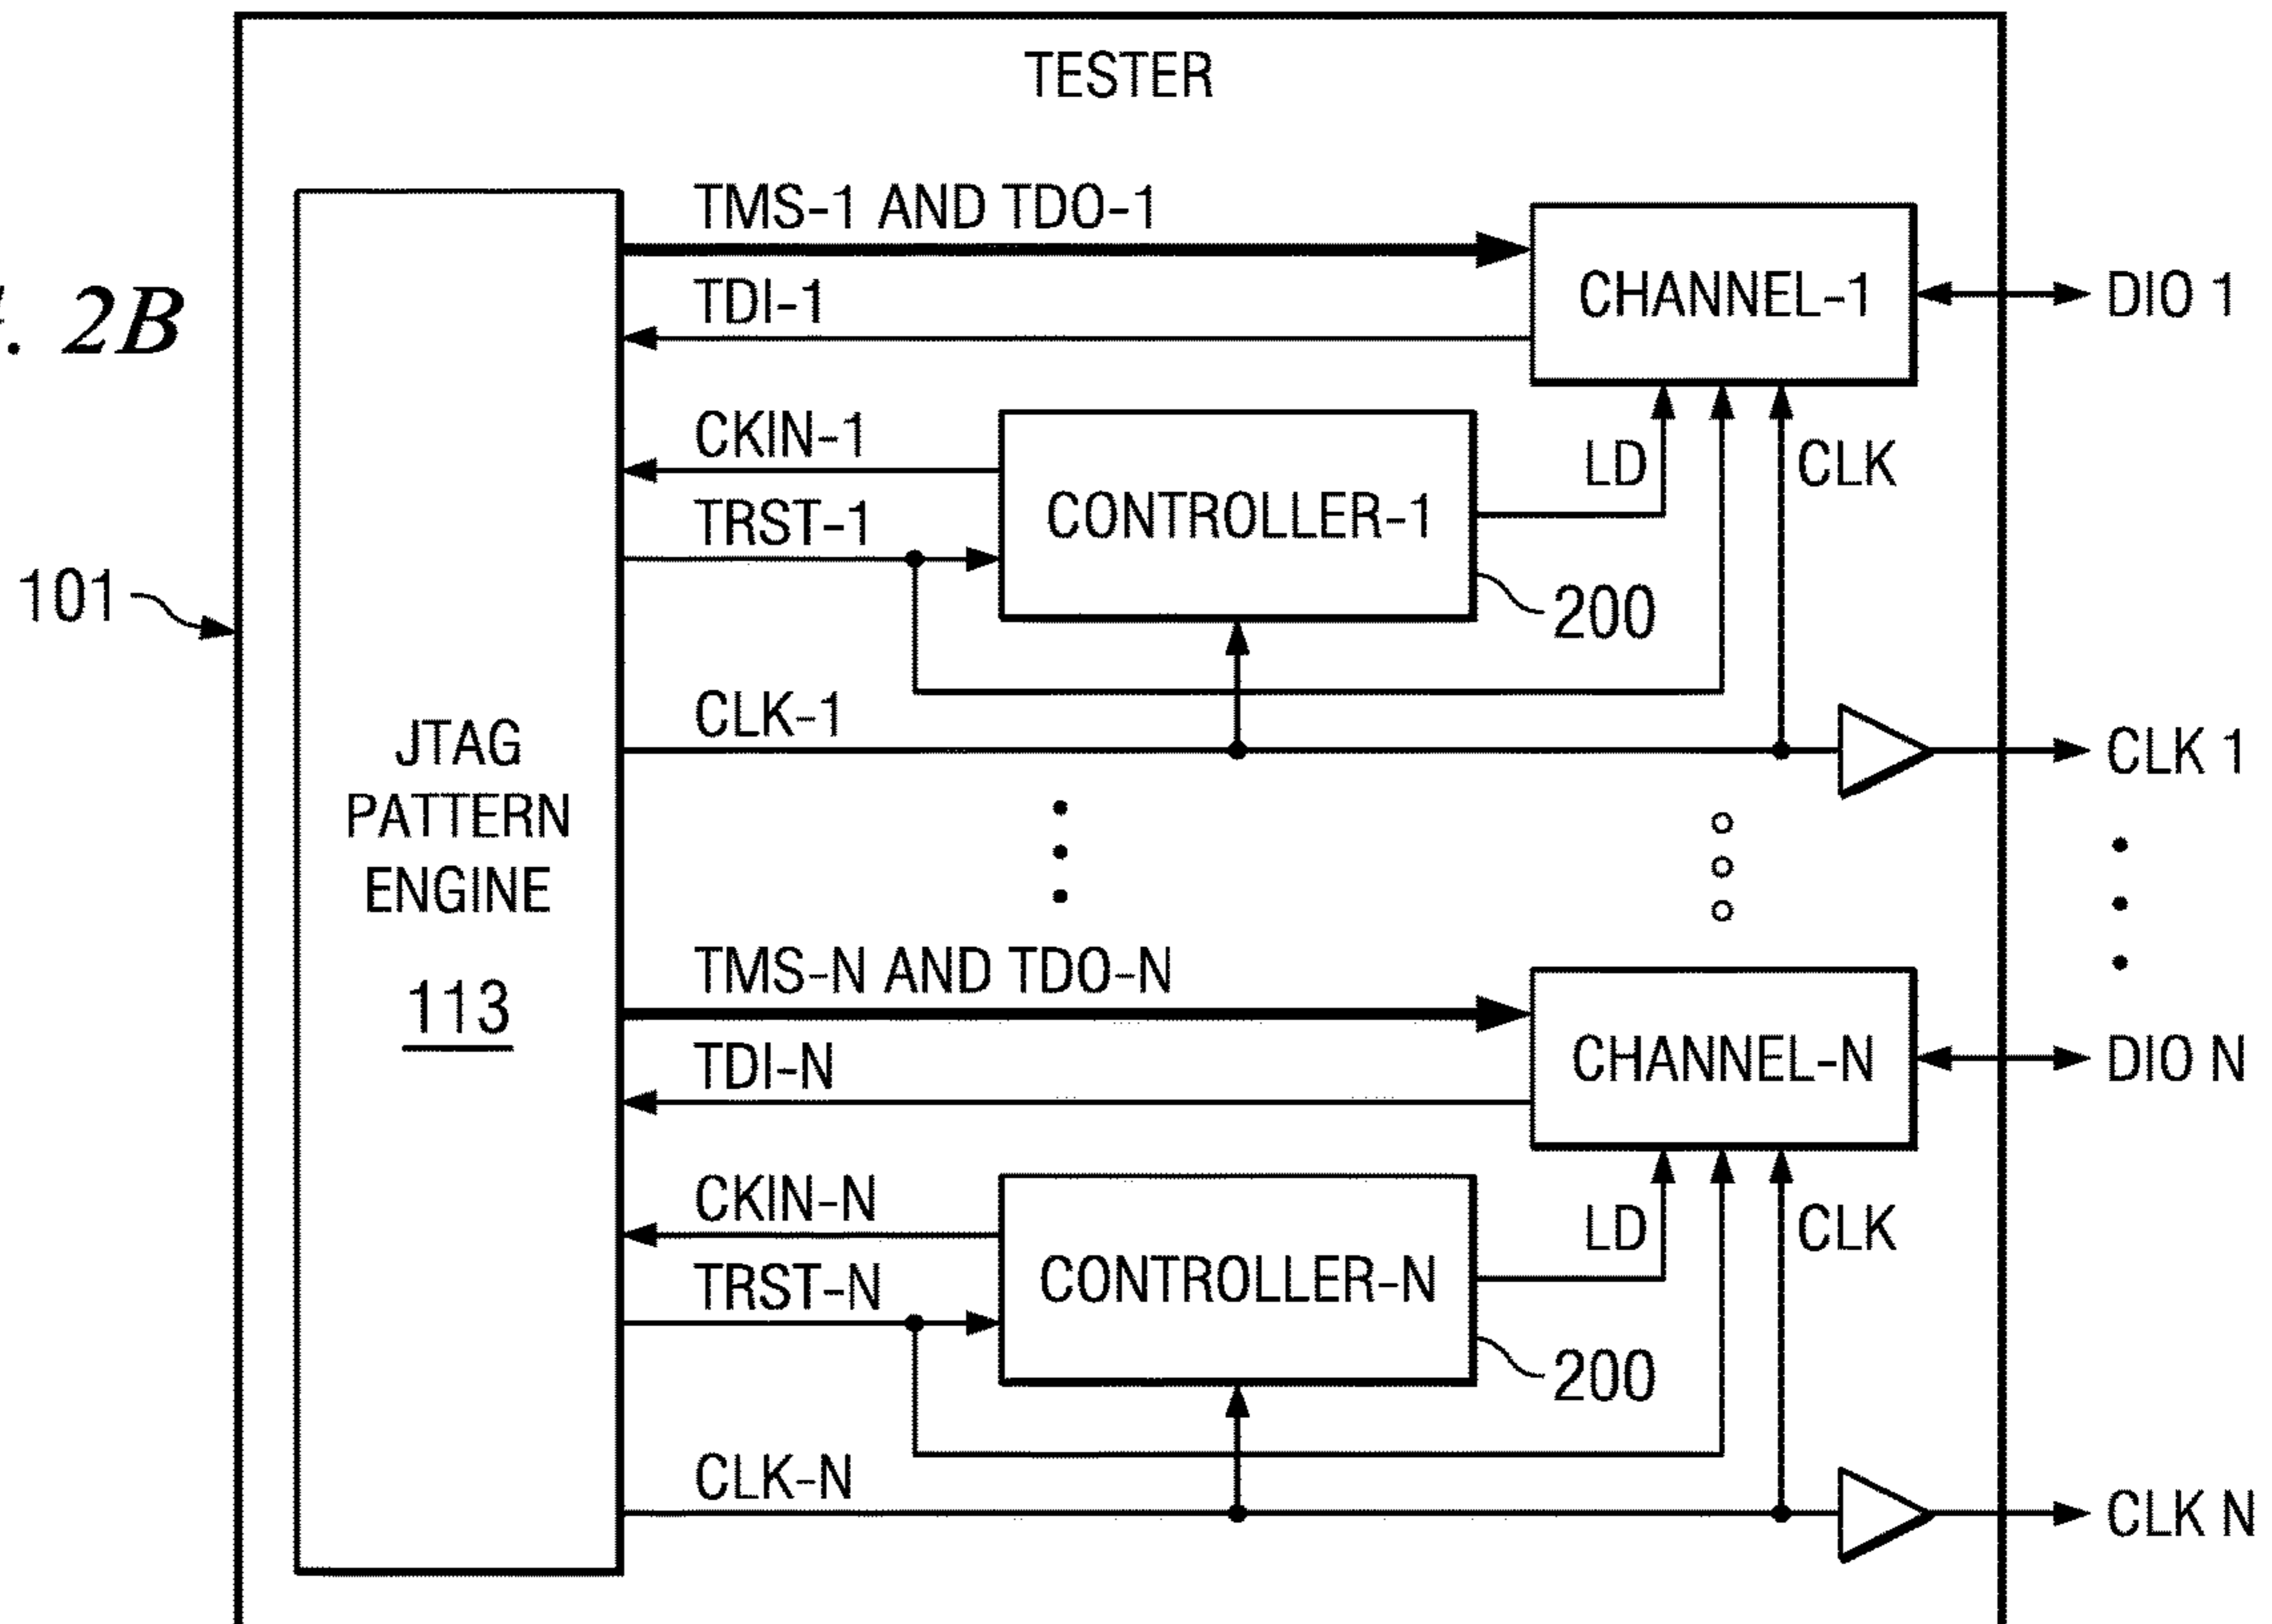 TESTER
TMS-1 AND TDO-1
CHANNEL-1
DIO 1
TDI-1
2B
CKIN-1
LD
CLK
TRST-1
CONTROLLER-1
101
200
CLK-1
CLK 1
JTAG
PATTERN
ENGINE
113
TMS-N AND TDO-N
CHANNEL-N
DIO N
TDI-N
CKIN-N
LD
CLK
TRST-N
CONTROLLER-N
200
CLK-N
CLK N